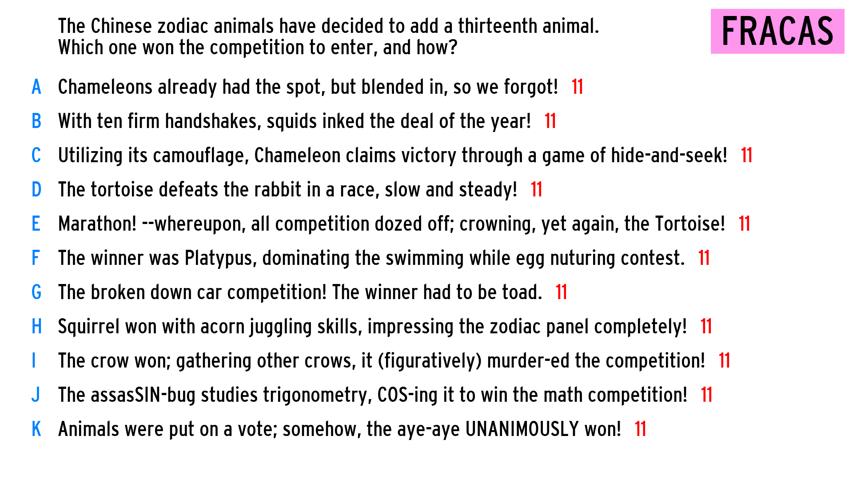 The Chinese zodiac animals have decided to add a thirteenth animal.
Which one won the competition to enter, and how?
FRACAS
A Chameleons already had the spot, but blended in, so we forgot! 11
B With ten firm handshakes, squids inked the deal of the year! 11
C Utilizing its camouflage, Chameleon claims victory through a game of hide-and-seek! 11
D The tortoise defeats the rabbit in a race, slow and steady! 11
E Marathon! --whereupon, all competition dozed off; crowning, yet again, the Tortoise! 11
F The winner was Platypus, dominating the swimming while egg nuturing contest. 11
G The broken down car competition! The winner had to be toad. 11
H Squirrel won with acorn juggling skills, impressing the zodiac panel completely! 11
I The crow won; gathering other crows, it (figuratively) murder-ed the competition! 11
J The assasSIN-bug studies trigonometry, COS-ing it to win the math competition! 11
K Animals were put on a vote; somehow, the aye-aye UNANIMOUSLY won! 11